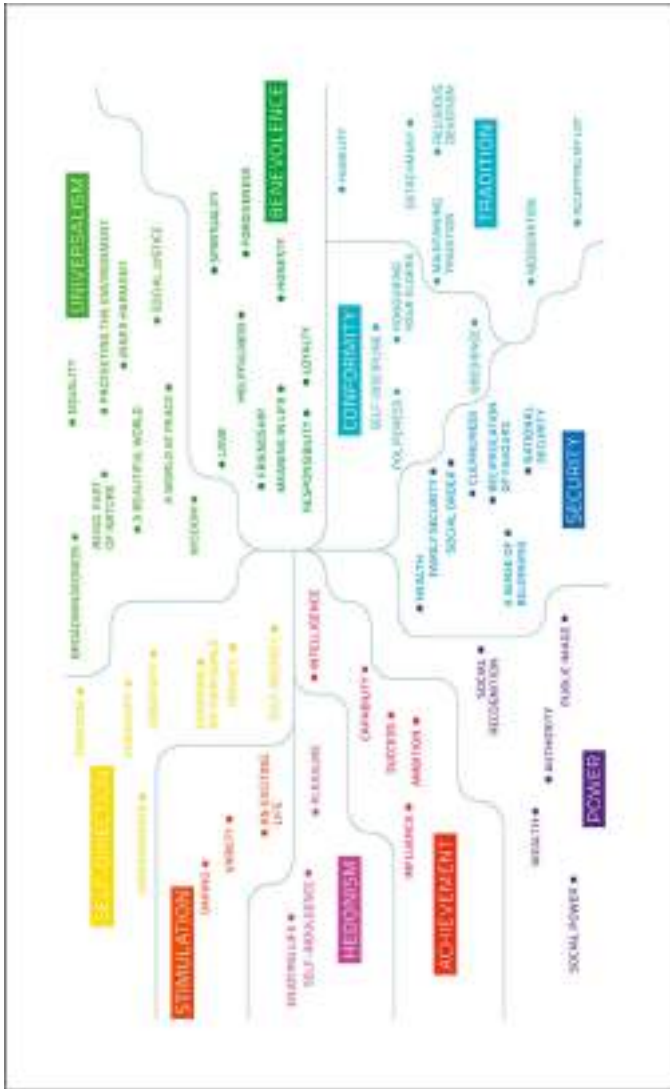 SELF-DIRECTION
FREEDOM
CREATIVITY
INDEPENDENCE
PRIVACY
SELF-RESPECT
STIMULATION
DARING
VARIETY
AN EXCITING
LIFE
HEDONISM
ENJOYING LIFE
SELF-INDULGENCE
PLEASURE
ACHIEVEMENT
INTELLIGENCE
CAPABILITY
SUCCESS
AMBITION
INFLUENCE
POWER
SOCIAL
RECOGNITION
WEALTH
AUTHORITY
PUBLIC IMAGE
SOCIAL POWER
UNIVERSALISM
BROADMINDEDNESS
EQUALITY
BEING PART
OF NATURE
PROTECTING THE ENVIRONMENT
INNER HARMONY
A BEAUTIFUL WORLD
SOCIAL JUSTICE
A WORLD AT PEACE
WISDOM
BENEVOLENCE
SPIRITUALITY
LOVE
HELPFULNESS
FORGIVENESS
FRIENDSHIP
MEANING IN LIFE
HONESTY
RESPONSIBILITY
LOYALTY
CONFORMITY
SELF-DISCIPLINE
POLITENESS
HONOURING
YOUR ELDERS
OBEDIENCE
TRADITION
HUMILITY
DETACHMENT
MAINTAINING
TRADITION
RELIGIOUS
DEVOTION
MODERATION
ACCEPTING MY LOT
SECURITY
HEALTH
FAMILY SECURITY
SOCIAL ORDER
CLEANLINESS
RECIPROCATION
OF FAVOURS
A SENSE OF
BELONGING
NATIONAL
SECURITY